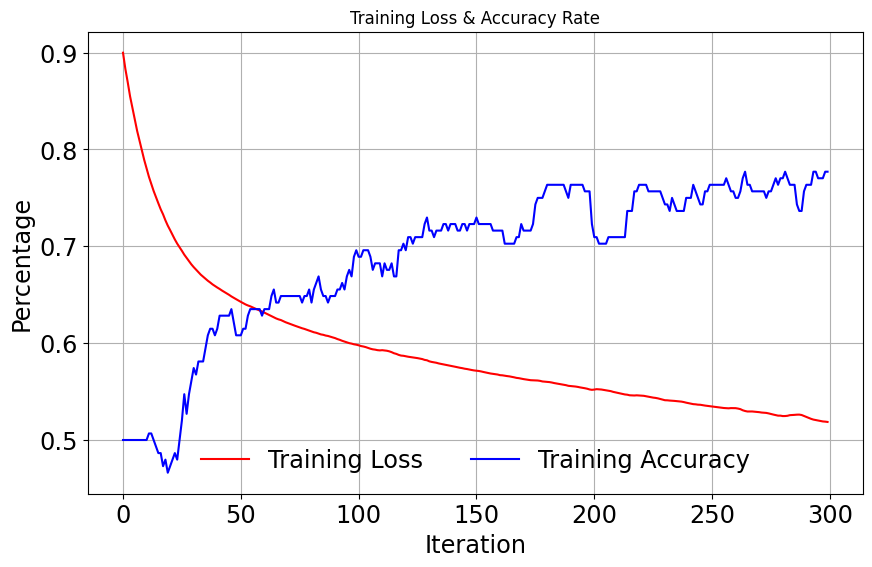 Training Loss & Accuracy Rate
Percentage
0.9
0.8
0.7
0.6
0.5
Training Loss
Training Accuracy
0
50
100
150
200
250
300
Iteration